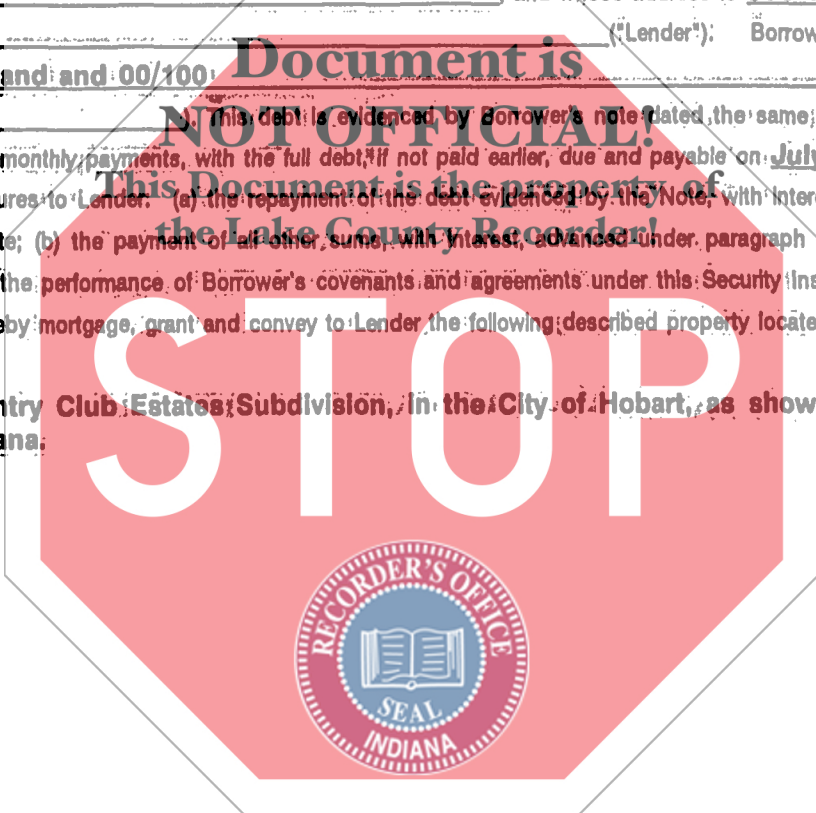 ("Lender"). Borrow
and and 00/100
Document is
NOT OFFICIAL!
This Document is the property of
the Lake County Recorder!
). This debt is evidenced by Borrower's note dated the same
monthly payments, with the full debt, if not paid earlier, due and payable on July
ures to Lender: (a) the repayment of the debt evidenced by the Note, with inter
te; (b) the payment of all other sums, with interest, advanced under paragraph
the performance of Borrower's covenants and agreements under this Security Ins
eby mortgage, grant and convey to Lender the following described property locate
ntry Club Estates Subdivision, in the City of Hobart, as show
ana.
STOP
RECORDER'S OFFICE
SEAL
INDIANA